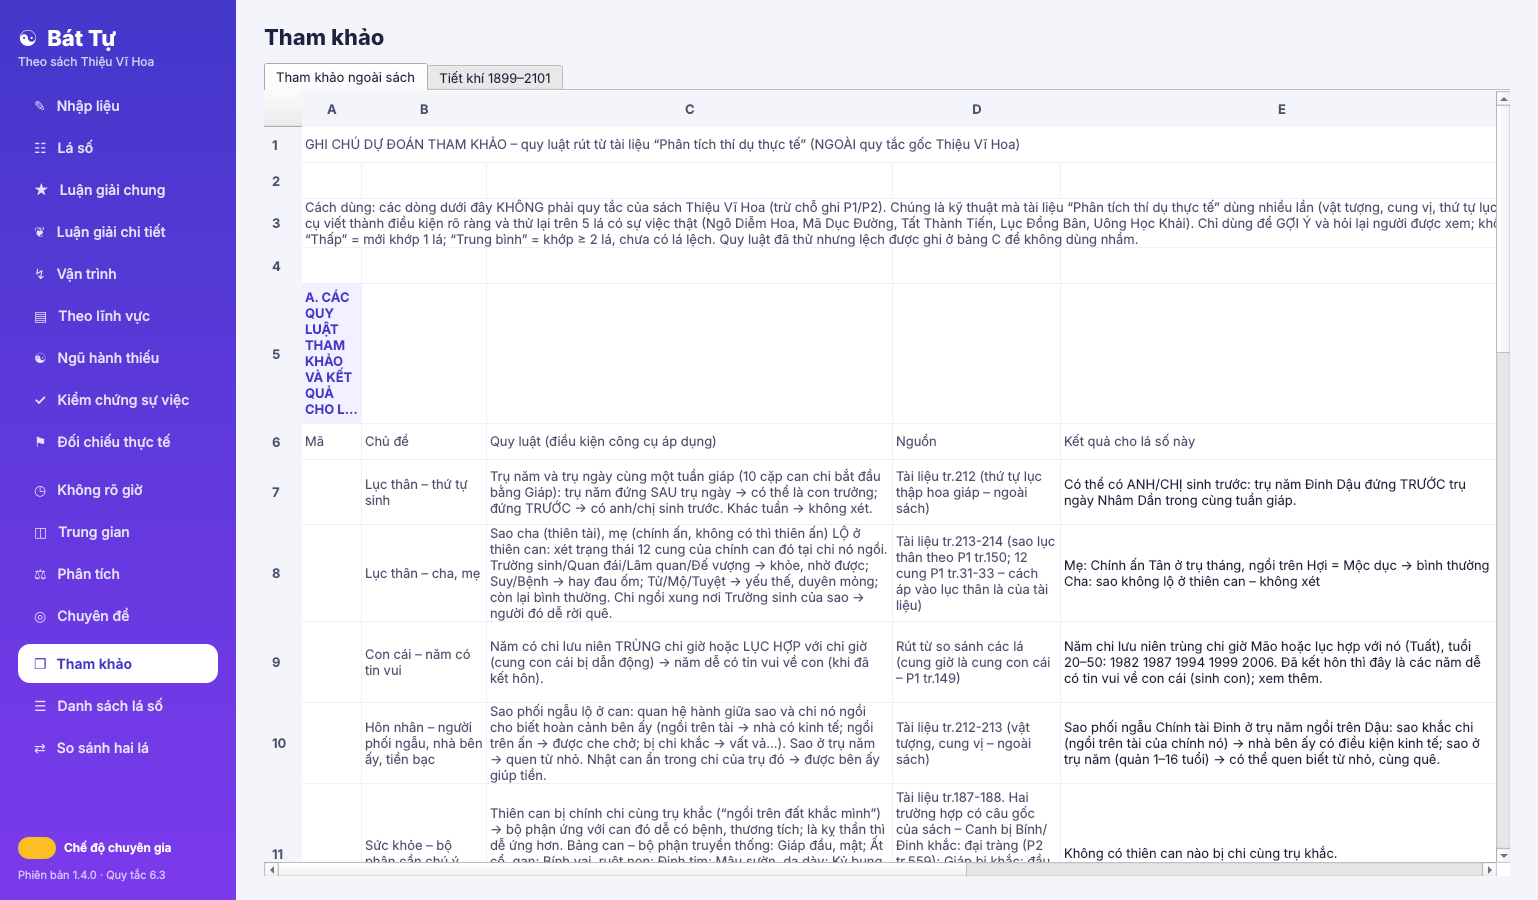 ☯ Bát Tự
Theo sách Thiệu Vĩ Hoa
Nhập liệu
Lá số
Luận giải chung
Luận giải chi tiết
Vận trình
Theo lĩnh vực
Ngũ hành thiếu
Kiểm chứng sự việc
Đối chiếu thực tế
Không rõ giờ
Trung gian
Phân tích
Chuyên đề
Tham khảo
Danh sách lá số
So sánh hai lá
Chế độ chuyên gia
Phiên bản 1.4.0 · Quy tắc 6.3
Tham khảo
Tham khảo ngoài sách
Tiết khí 1899–2101
A B C D E
1
GHI CHÚ DỰ ĐOÁN THAM KHẢO – quy luật rút từ tài liệu “Phân tích thí dụ thực tế” (NGOÀI quy tắc gốc Thiệu Vĩ Hoa)
2
3
Cách dùng: các dòng dưới đây KHÔNG phải quy tắc của sách Thiệu Vĩ Hoa (trừ chỗ ghi P1/P2). Chúng là kỹ thuật mà tài liệu “Phân tích thí dụ thực tế” dùng nhiều lần (vật tượng, cung vị, thứ tự lục
cụ viết thành điều kiện rõ ràng và thử lại trên 5 lá có sự việc thật (Ngô Diễm Hoa, Mã Dục Đường, Tất Thành Tiến, Lục Đồng Bân, Uông Học Khải). Chỉ dùng để GỢI Ý và hỏi lại người được xem;
“Thấp” = mới khớp 1 lá; “Trung bình” = khớp ≥ 2 lá, chưa có lá lệch. Quy luật đã thử nhưng lệch được ghi ở bảng C để không dùng nhầm.
4
5
A. CÁC
QUY
LUẬT
THAM
KHẢO
VÀ KẾT
QUẢ
CHO L...
6
Mã
Chủ đề
Quy luật (điều kiện công cụ áp dụng)
Nguồn
Kết quả cho lá số này
7
Lục thân – thứ tự
sinh
Trụ năm và trụ ngày cùng một tuần giáp (10 cặp can chi bắt đầu
bằng Giáp): trụ năm đứng SAU trụ ngày → có thể là con trưởng;
đứng TRƯỚC → có anh/chị sinh trước. Khác tuần → không xét.
Tài liệu tr.212 (thứ tự lục
thập hoa giáp – ngoài
sách)
Có thể có ANH/CHỊ sinh trước: trụ năm Đinh Dậu đứng TRƯỚC trụ
ngày Nhâm Dần trong cùng tuần giáp.
8
Lục thân – cha, mẹ
Sao cha (thiên tài), mẹ (chính ấn, không có thì thiên ấn) LỘ ở
thiên can: xét trạng thái 12 cung của chính can đó tại chi nó ngồi.
Trường sinh/Quan đái/Lâm quan/Đế vượng → khỏe, nhờ được;
Suy/Bệnh → hay đau ốm; Tử/Mộ/Tuyệt → yếu thế, duyên mỏng;
còn lại bình thường. Chi ngồi xung nơi Trường sinh của sao →
người đó dễ rời quê.
Tài liệu tr.213-214 (sao lục
thân theo P1 tr.150; 12
cung P1 tr.31-33 – cách
áp vào lục thân là của tài
liệu)
Mẹ: Chính ấn Tân ở trụ tháng, ngồi trên Hợi = Mộc dục → bình thường
Cha: sao không lộ ở thiên can – không xét
9
Con cái – năm có
tin vui
Năm có chi lưu niên TRÙNG chi giờ hoặc LỤC HỢP với chi giờ
(cung con cái bị dẫn động) → năm dễ có tin vui về con (khi đã
kết hôn).
Rút từ so sánh các lá
(cung giờ là cung con cái
– P1 tr.149)
Năm chi lưu niên trùng chi giờ Mão hoặc lục hợp với nó (Tuất), tuổi
20–50: 1982 1987 1994 1999 2006. Đã kết hôn thì đây là các năm dễ
có tin vui về con cái (sinh con); xem thêm.
10
Hôn nhân – người
phối ngẫu, nhà bên
ấy, tiền bạc
Sao phối ngẫu lộ ở can: quan hệ hành giữa sao và chi nó ngồi
cho biết hoàn cảnh bên ấy (ngồi trên tài → nhà có kinh tế; ngồi
trên ấn → được che chở; bị chi khắc → vất vả...). Sao ở trụ năm
→ quen từ nhỏ. Nhật can ẩn trong chi của trụ đó → được bên ấy
giúp tiền.
Tài liệu tr.212-213 (vật
tượng, cung vị – ngoài
sách)
Sao phối ngẫu Chính tài Đinh ở trụ năm ngồi trên Dậu: sao khắc chi
(ngồi trên tài của chính nó) → nhà bên ấy có điều kiện kinh tế; sao ở
trụ năm (quản 1–16 tuổi) → có thể quen biết từ nhỏ, cùng quê.
11
Sức khỏe – bộ
phận cần chú ý
Thiên can bị chính chi cùng trụ khắc (“ngồi trên đất khắc mình”)
→ bộ phận ứng với can đó dễ có bệnh, thương tích; là kỵ thần thì
dễ ứng hơn. Bảng can – bộ phận truyền thống: Giáp đầu, mật; Ất
cổ, gan; Bính vai, ruột non; Đinh tim; Mậu sườn, dạ dày; Kỷ bụng
Tài liệu tr.187-188. Hai
trường hợp có câu gốc
của sách – Canh bị Bính/
Đinh khắc: đại tràng (P2
tr.559); Giáp bị khắc: đầu
Không có thiên can nào bị chi cùng trụ khắc.